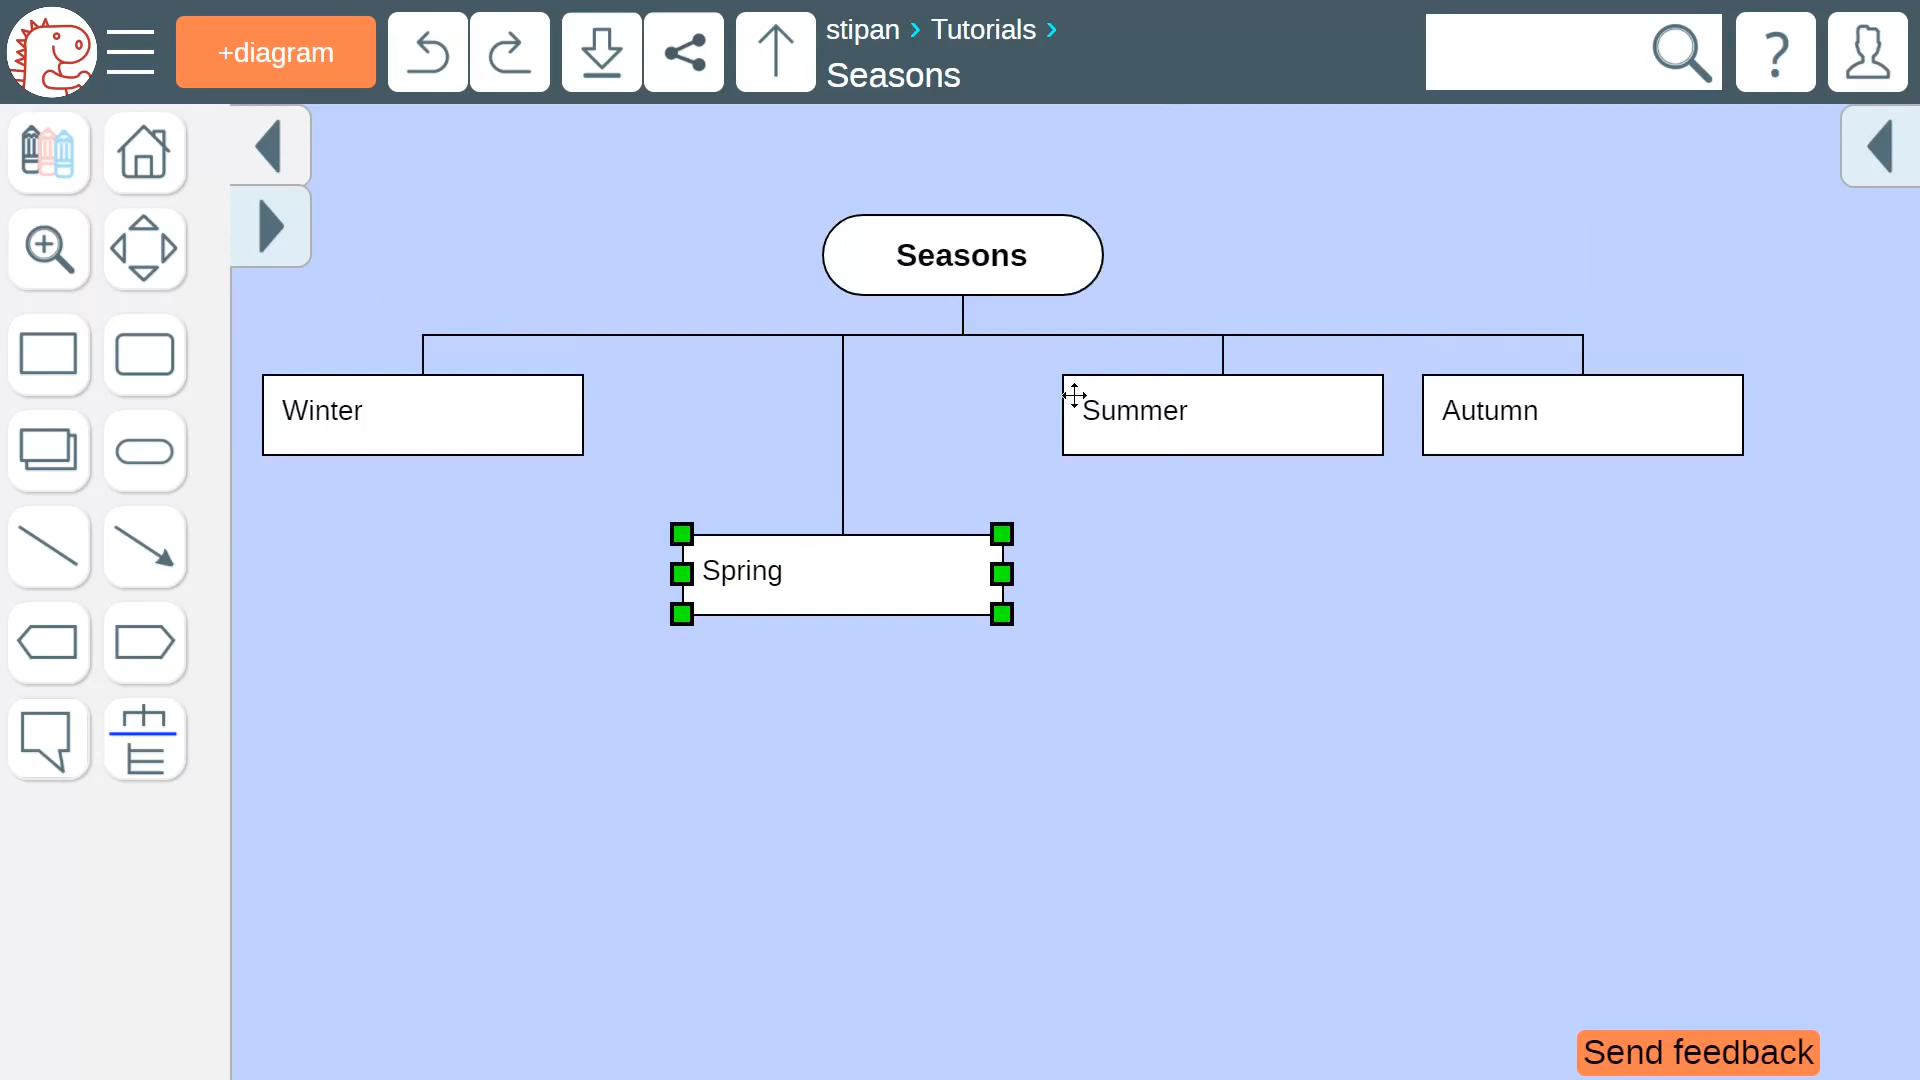 +diagram
stipan › Tutorials ›
Seasons
?
Seasons
Winter
Summer
Autumn
Spring
Send feedback